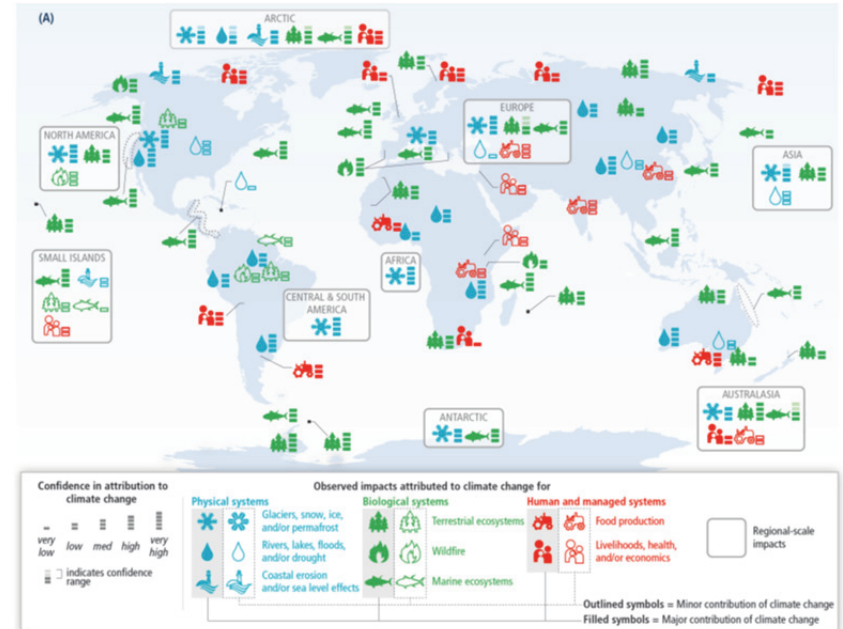 (A)
ARCTIC
NORTH AMERICA
EUROPE
ASIA
SMALL ISLANDS
AFRICA
CENTRAL & SOUTH
AMERICA
ANTARCTIC
AUSTRALASIA
Confidence in attribution to
climate change
very
low
low
med
high
very
high
indicates confidence
range
Observed impacts attributed to climate change for
Physical systems
Glaciers, snow, ice,
and/or permafrost
Rivers, lakes, floods,
and/or drought
Coastal erosion
and/or sea level effects
Biological systems
Terrestrial ecosystems
Wildfire
Marine ecosystems
Human and managed systems
Food production
Livelihoods, health,
and/or economics
Regional-scale
impacts
Outlined symbols = Minor contribution of climate change
Filled symbols = Major contribution of climate change